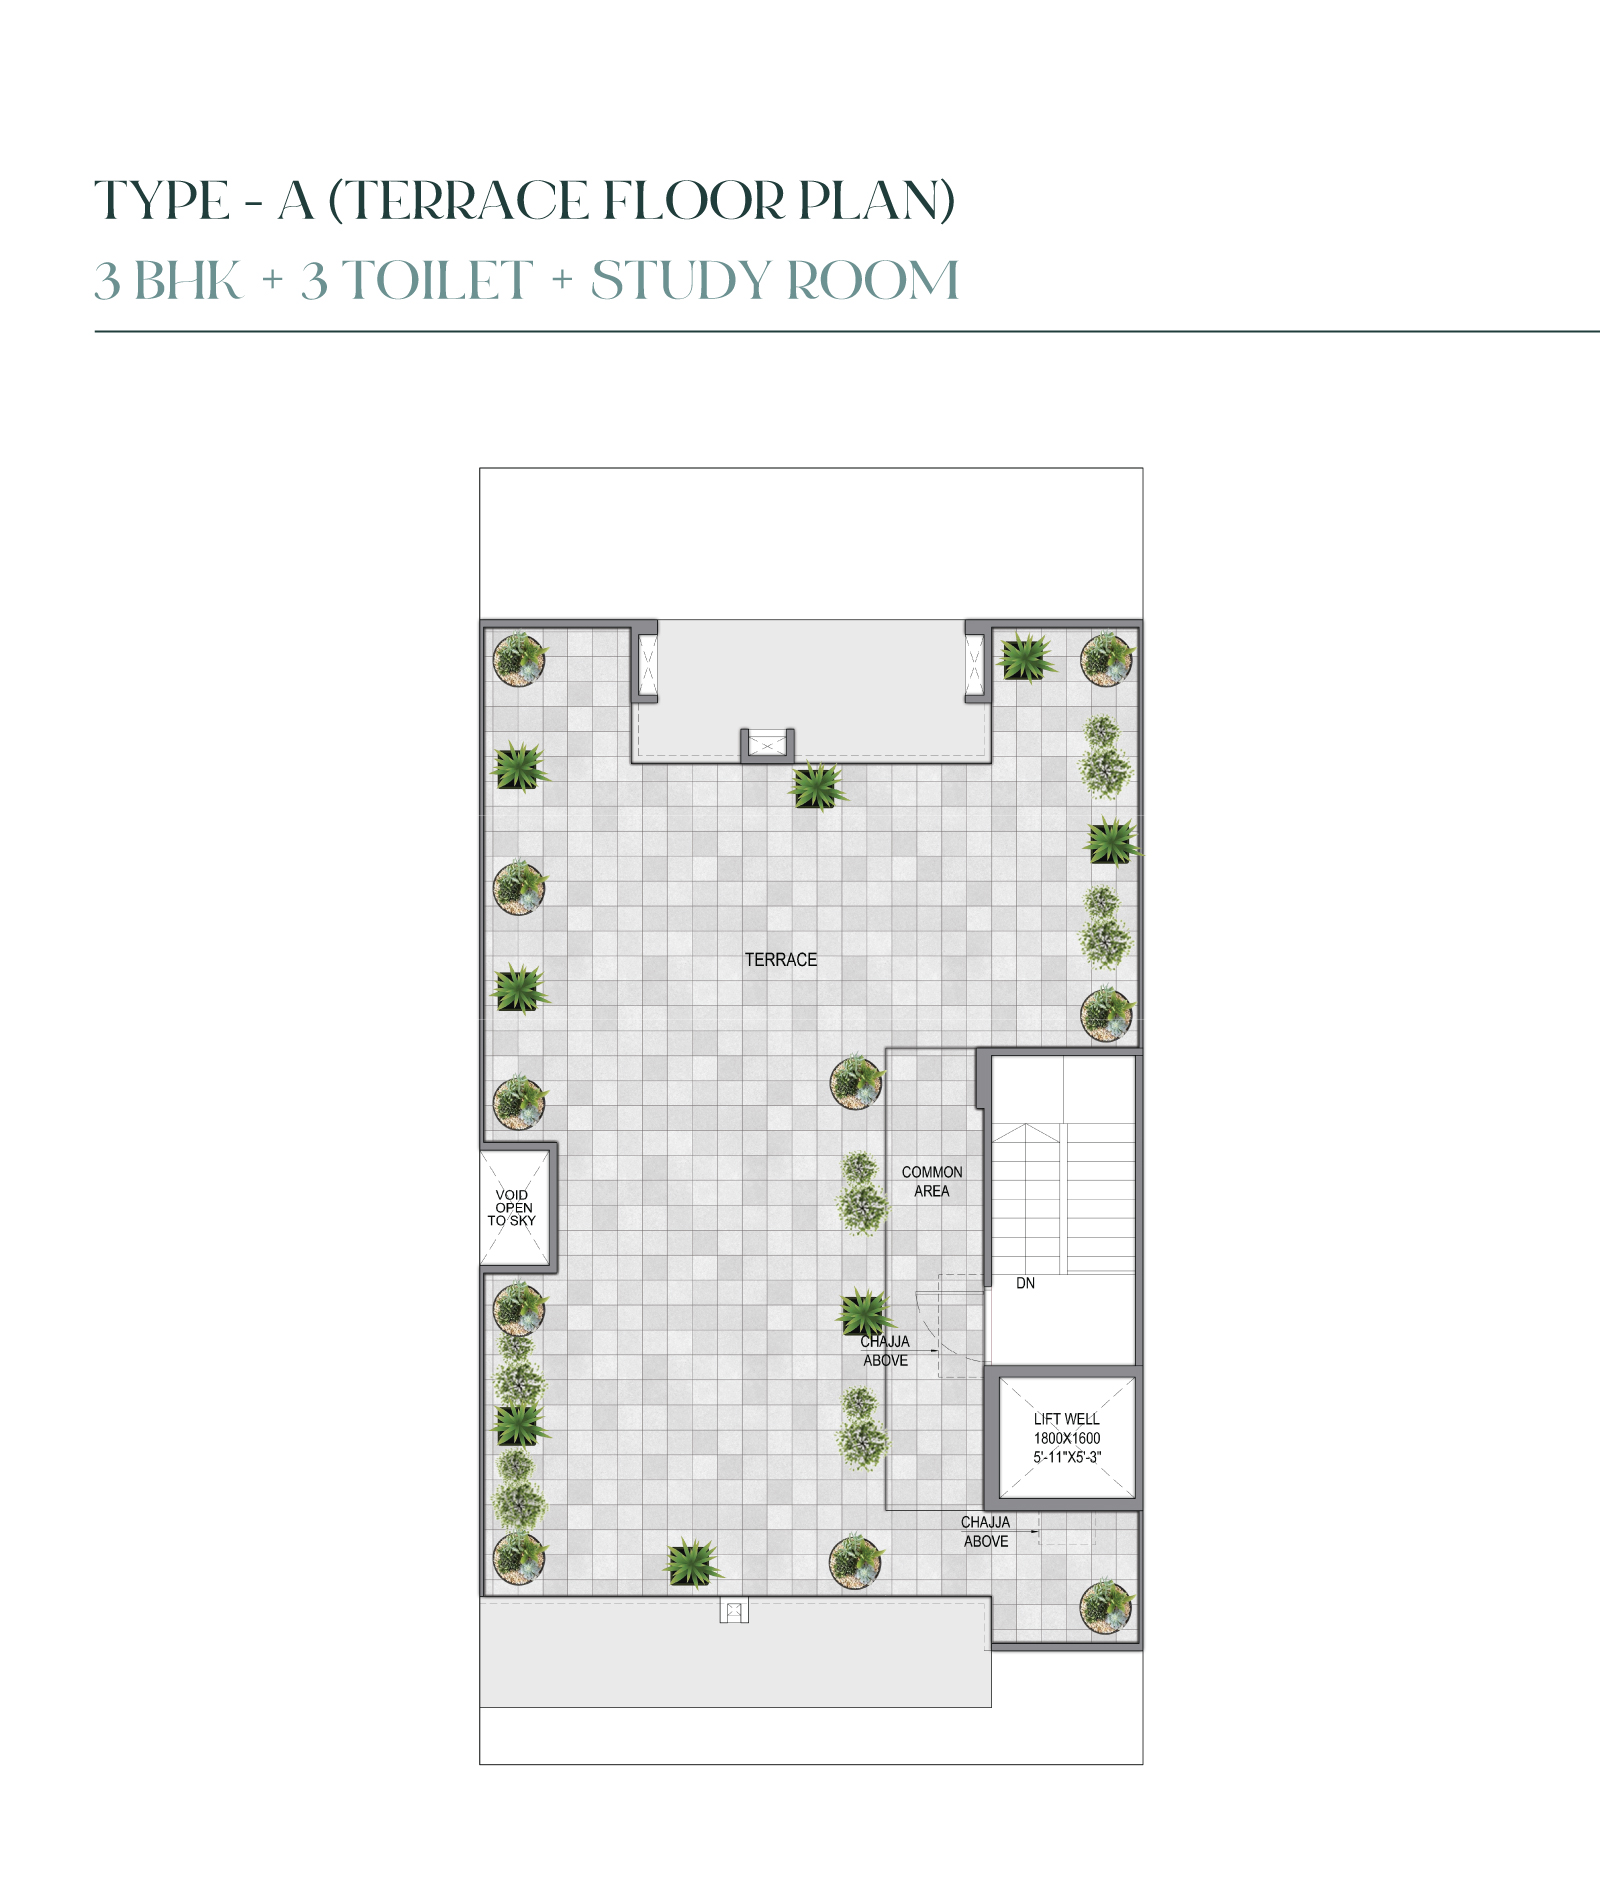 TYPE - A (TERRACE FLOOR PLAN)
3 BHK + 3 TOILET + STUDY ROOM
TERRACE
COMMON
AREA
VOID
OPEN
TO SKY
DN
CHAJJA
ABOVE
LIFT WELL
1800X1600
5'-11"X5'-3"
CHAJJA
ABOVE